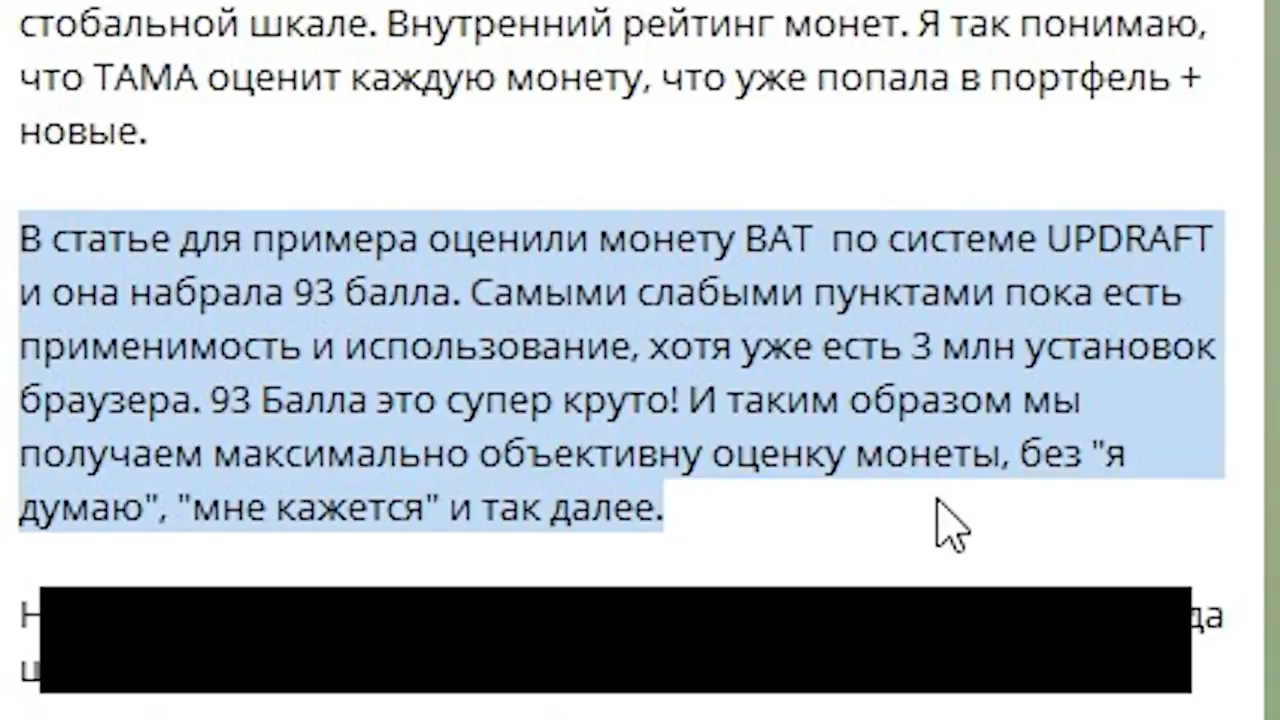 стобальной шкале. Внутренний рейтинг монет. Я так понимаю,
что ТАМА оценит каждую монету, что уже попала в портфель +
новые.
В статье для примера оценили монету BAT по системе UPDRAFT
и она набрала 93 балла. Самыми слабыми пунктами пока есть
применимость и использование, хотя уже есть 3 млн установок
браузера. 93 Балла это супер круто! И таким образом мы
получаем максимально объективну оценку монеты, без "я
думаю", "мне кажется" и так далее.